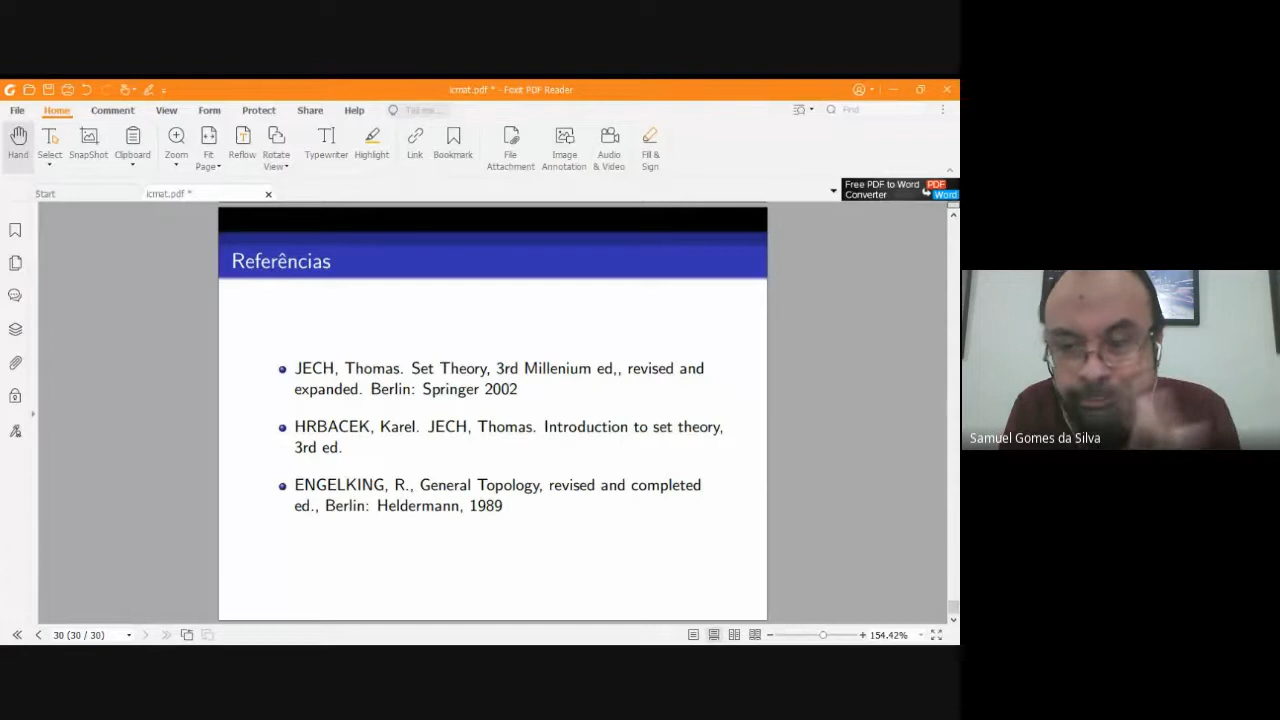 icmat.pdf * - Foxit PDF Reader
File Home Comment View Form Protect Share Help Tell me... Find
Hand Select SnapShot Clipboard Zoom Fit Page Reflow Rotate View Typewriter Highlight Link Bookmark File Attachment Image Annotation Audio & Video Fill & Sign
Start icmat.pdf *
Free PDF to Word Converter PDF Word
Referências
JECH, Thomas. Set Theory, 3rd Millenium ed,, revised and
expanded. Berlin: Springer 2002
HRBACEK, Karel. JECH, Thomas. Introduction to set theory,
3rd ed.
ENGELKING, R., General Topology, revised and completed
ed., Berlin: Heldermann, 1989
Samuel Gomes da Silva
30 (30 / 30) 154.42%